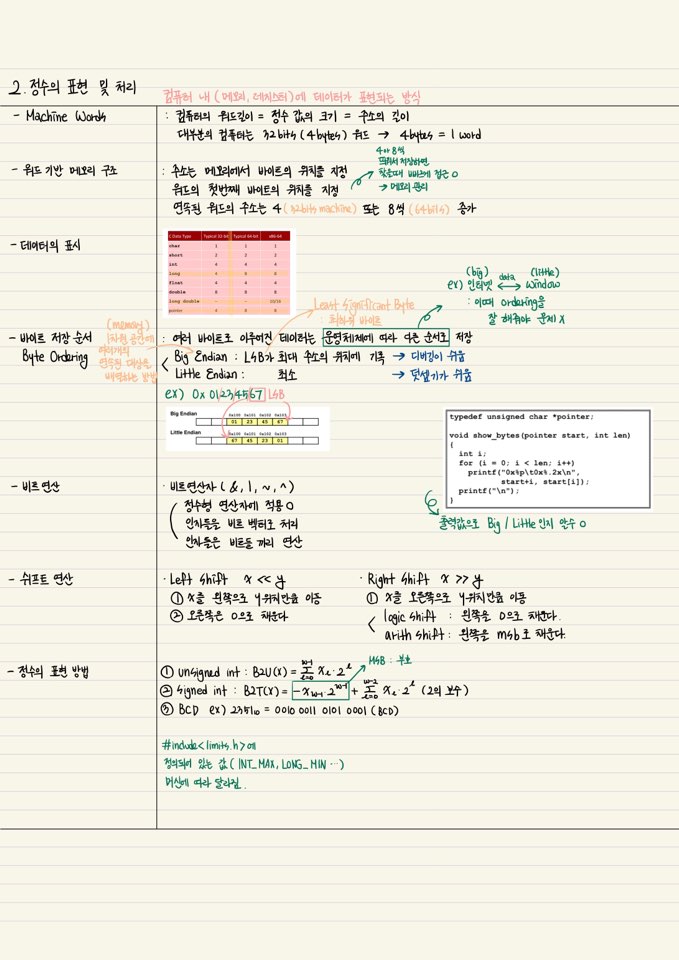 2. 정수의 표현 및 처리
컴퓨터 내 (메모리, 레지스터)에 데이터가 표현되는 방식
- Machine Words
: 컴퓨터의 워드길이 = 정수 값의 크기 = 주소의 길이
대부분의 컴퓨터는 32bits (4bytes) 워드 → 4bytes = 1 word
- 워드 기반 메모리 구조
: 주소는 메모리에서 바이트의 위치를 지정
워드의 첫번째 바이트의 위치를 지정
연속된 워드의 주소는 4 (32bits machine) 또는 8씩 (64bits) 증가
4 or 8씩
띄워서 저장하면
찾을때 빠르게 접근 O
→ 메모리 관리
- 데이터의 표시
C Data Type Typical 32-bit Typical 64-bit x86-64
char 1 1 1
short 2 2 2
int 4 4 4
long 4 8 8
float 4 4 4
double 8 8 8
long double - - 10/16
pointer 4 8 8
(big) (little)
ex) 인터넷 ←data→ window
: 이때 ordering을
잘 해줘야 문제 X
Least Significant Byte
: 최하위 바이트
- 바이트 저장 순서
Byte Ordering
(memory)
1차원 공간에
여러개의
연속된 대상을
배열하는 방법
: 여러 바이트로 이루어진 데이터는 운영체제에 따라 다른 순서로 저장
Big Endian : LSB가 최대 주소의 위치에 기록 → 디버깅이 쉬움
Little Endian : 최소 → 덧셈기가 쉬움
ex) 0x 01234567 LSB
Big Endian 0x100 0x101 0x102 0x103
01 23 45 67
Little Endian 0x100 0x101 0x102 0x103
67 45 23 01
typedef unsigned char *pointer;
void show_bytes(pointer start, int len)
{
int i;
for (i = 0; i < len; i++)
printf("0x%p\t0x%.2x\n",
start+i, start[i]);
printf("\n");
}
출력값으로 Big / Little인지 알수 O
- 비트연산
· 비트연산자 (&, |, ~, ^)
정수형 연산자에 적용 O
인자들을 비트 벡터로 처리
인자들은 비트들 끼리 연산
- 쉬프트 연산
· Left shift x << y
① x를 왼쪽으로 y위치만큼 이동
② 오른쪽은 0으로 채운다.
· Right shift x >> y
① x를 오른쪽으로 y위치만큼 이동
logic shift : 왼쪽을 0으로 채운다.
arith shift : 왼쪽을 msb로 채운다.
- 정수의 표현 방법
MSB : 부호
① unsigned int : B2U(X) = Σ_{i=0}^{w-1} x_i · 2^i
② signed int : B2T(X) = -x_{w-1} · 2^{w-1} + Σ_{i=0}^{w-2} x_i · 2^i (2의 보수)
③ BCD ex) 2351₁₀ = 0010 0011 0101 0001 (BCD)
#include<limits.h>에
정의되어 있는 값 (INT_MAX, LONG_MIN ···)
머신에 따라 달라짐.